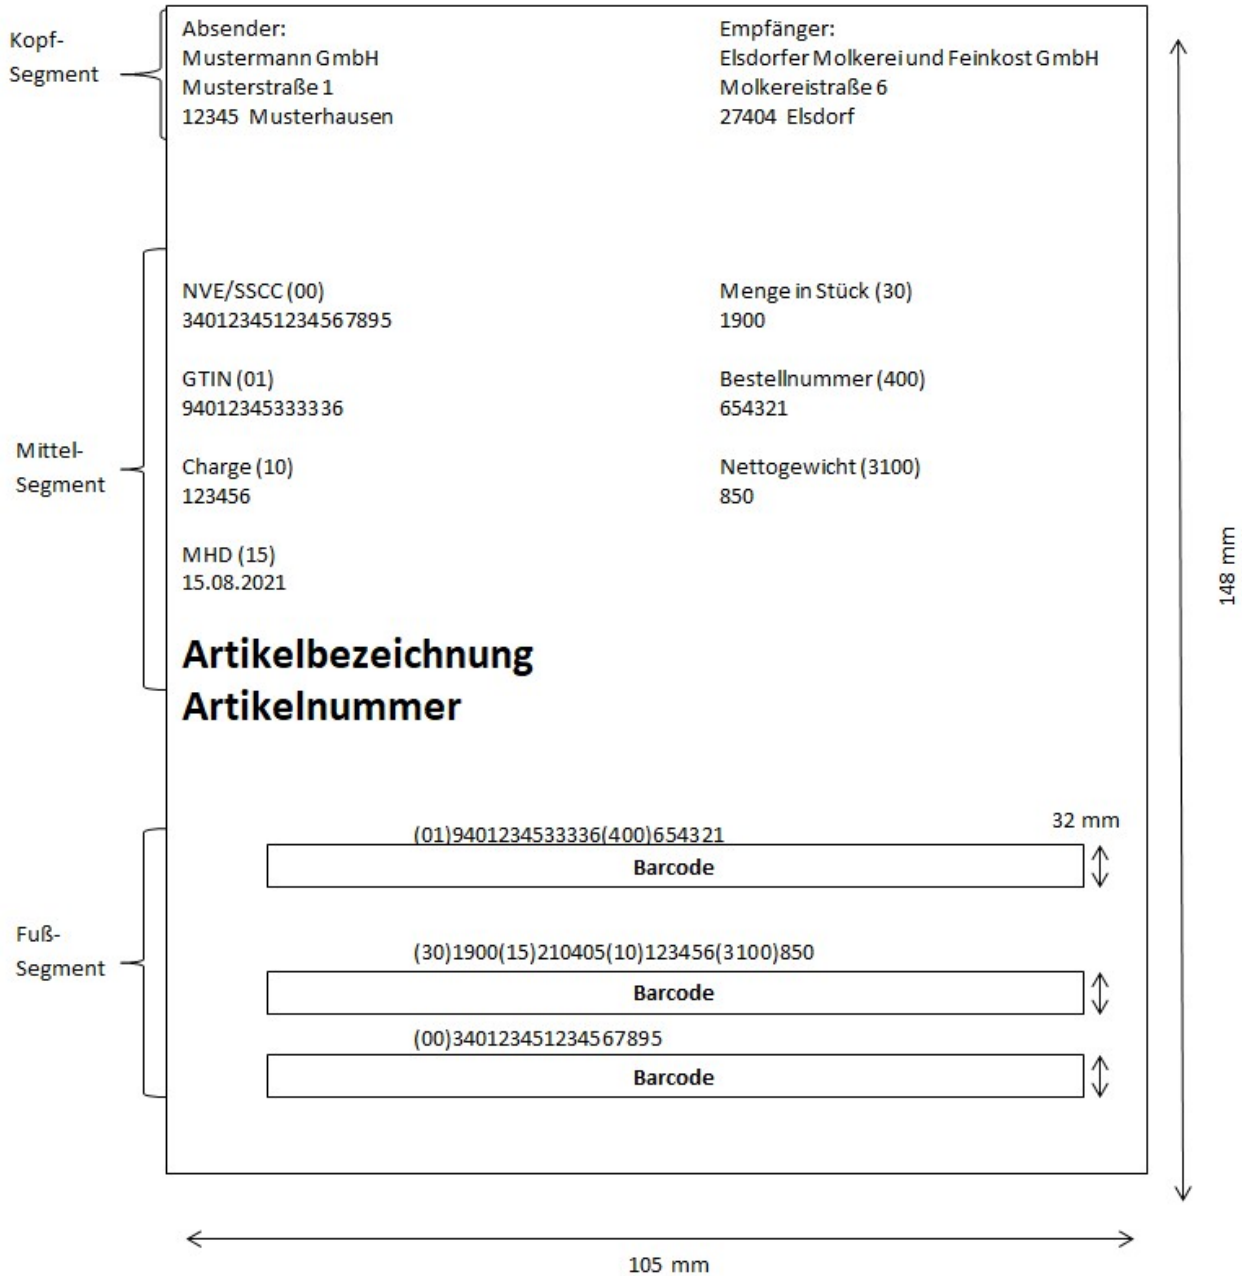 Kopf-
Segment
Absender:
Mustermann GmbH
Musterstraße 1
12345 Musterhausen
Empfänger:
Elsdorfer Molkerei und Feinkost GmbH
Molkereistraße 6
27404 Elsdorf
Mittel-
Segment
NVE/SSCC (00)
340123451234567895
GTIN (01)
94012345333336
Charge (10)
123456
MHD (15)
15.08.2021
Menge in Stück (30)
1900
Bestellnummer (400)
654321
Nettogewicht (3100)
850
Artikelbezeichnung
Artikelnummer
148 mm
Fuß-
Segment
(01)9401234533336(400)654321
32 mm
Barcode
(30)1900(15)210405(10)123456(3100)850
Barcode
(00)340123451234567895
Barcode
105 mm